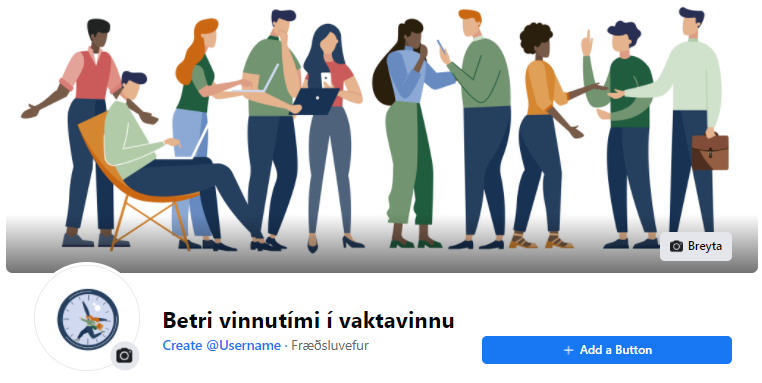 Breyta
Betri vinnutími í vaktavinnu
Create @Username · Fræðsluvefur
+ Add a Button